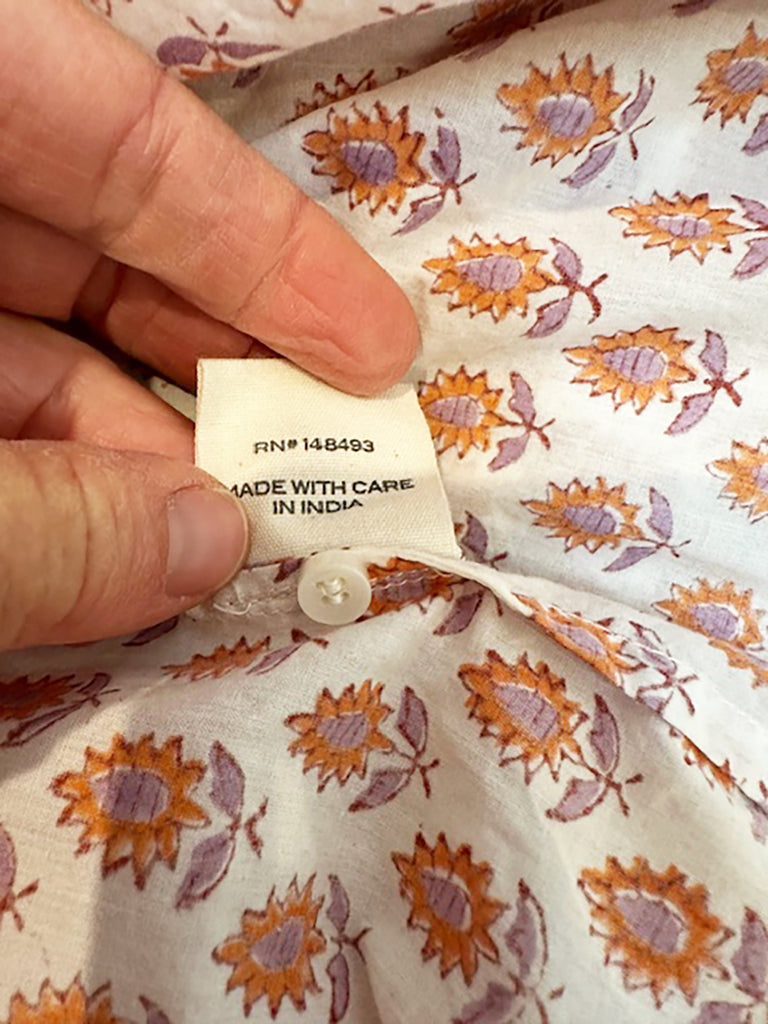 RN# 148493
MADE WITH CARE
IN INDIA